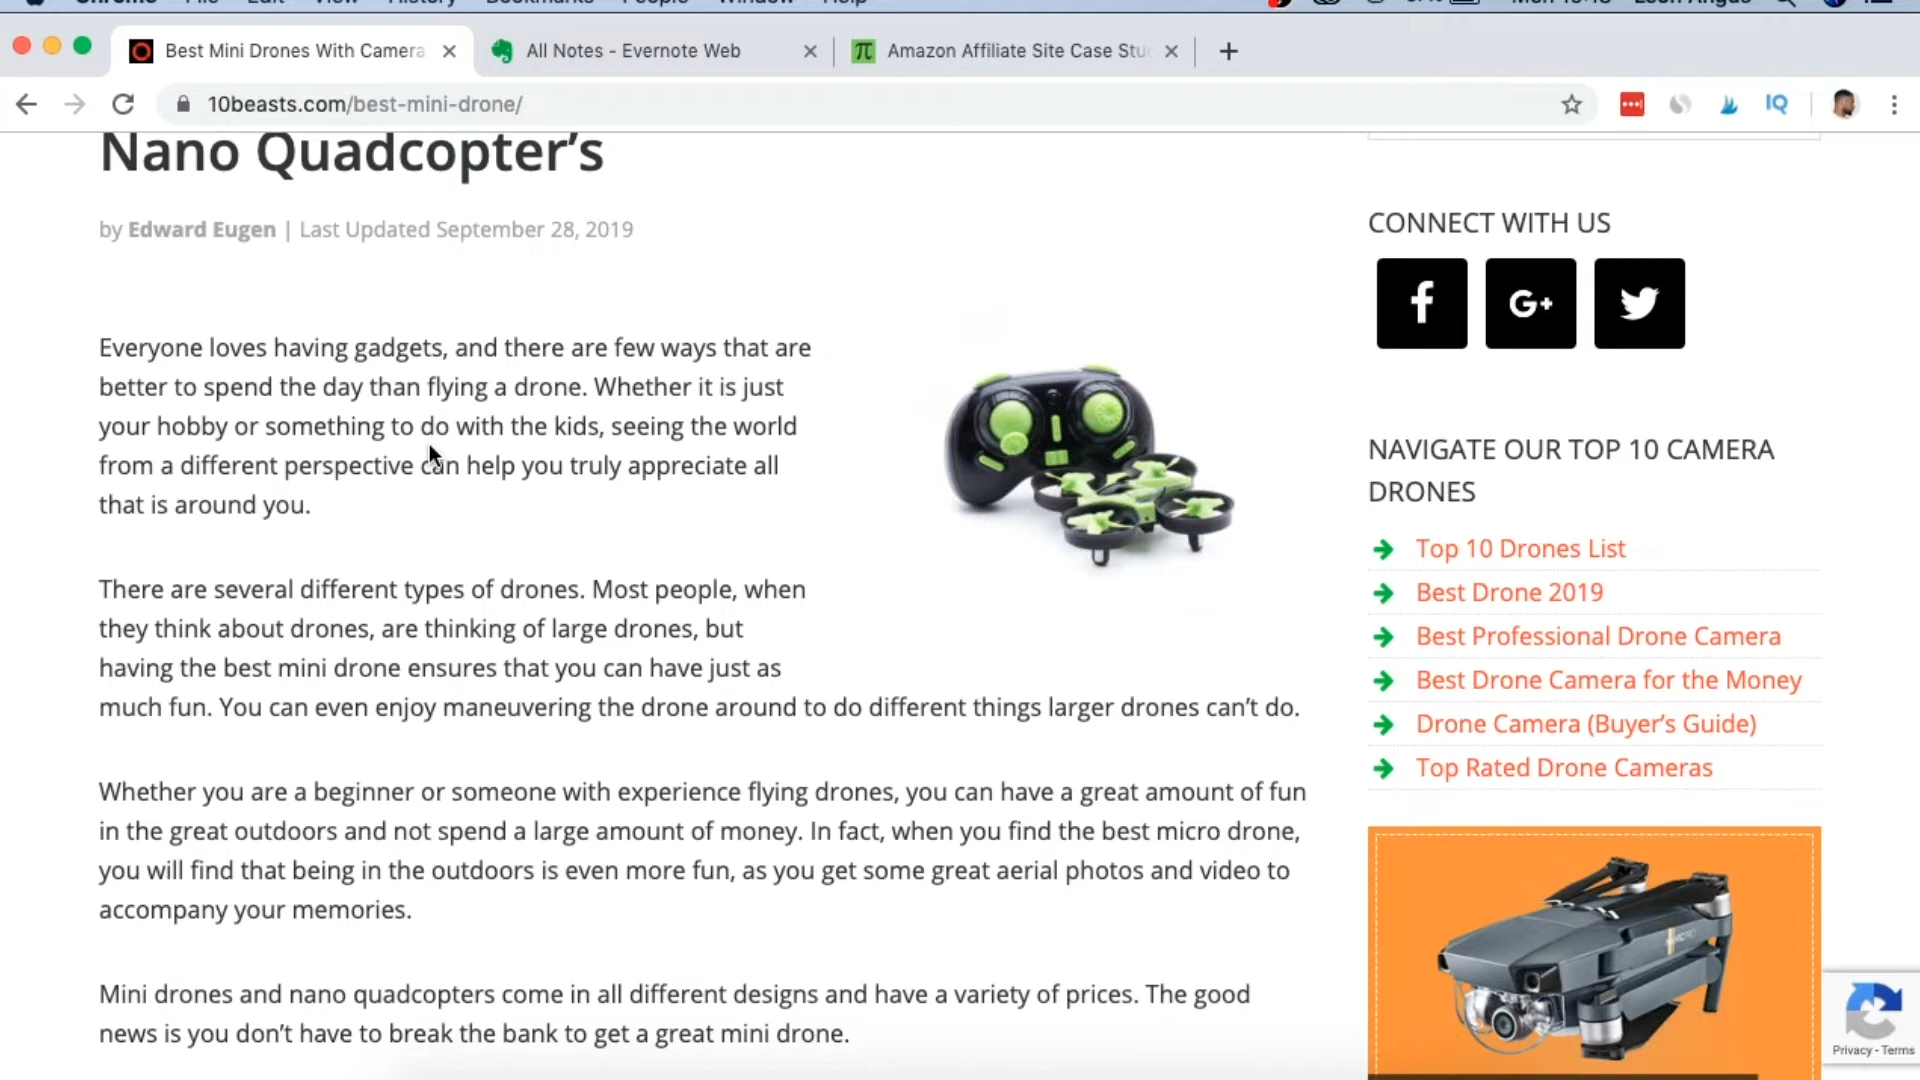 Chrome File Edit View History Bookmarks People Window Help
Best Mini Drones With Camera
All Notes - Evernote Web
Amazon Affiliate Site Case Stu
10beasts.com/best-mini-drone/
IQ
Nano Quadcopter’s
by Edward Eugen | Last Updated September 28, 2019
Everyone loves having gadgets, and there are few ways that are
better to spend the day than flying a drone. Whether it is just
your hobby or something to do with the kids, seeing the world
from a different perspective can help you truly appreciate all
that is around you.
There are several different types of drones. Most people, when
they think about drones, are thinking of large drones, but
having the best mini drone ensures that you can have just as
much fun. You can even enjoy maneuvering the drone around to do different things larger drones can’t do.
Whether you are a beginner or someone with experience flying drones, you can have a great amount of fun
in the great outdoors and not spend a large amount of money. In fact, when you find the best micro drone,
you will find that being in the outdoors is even more fun, as you get some great aerial photos and video to
accompany your memories.
Mini drones and nano quadcopters come in all different designs and have a variety of prices. The good
news is you don’t have to break the bank to get a great mini drone.
CONNECT WITH US
f
G+
NAVIGATE OUR TOP 10 CAMERA
DRONES
Top 10 Drones List
Best Drone 2019
Best Professional Drone Camera
Best Drone Camera for the Money
Drone Camera (Buyer’s Guide)
Top Rated Drone Cameras
Privacy - Terms